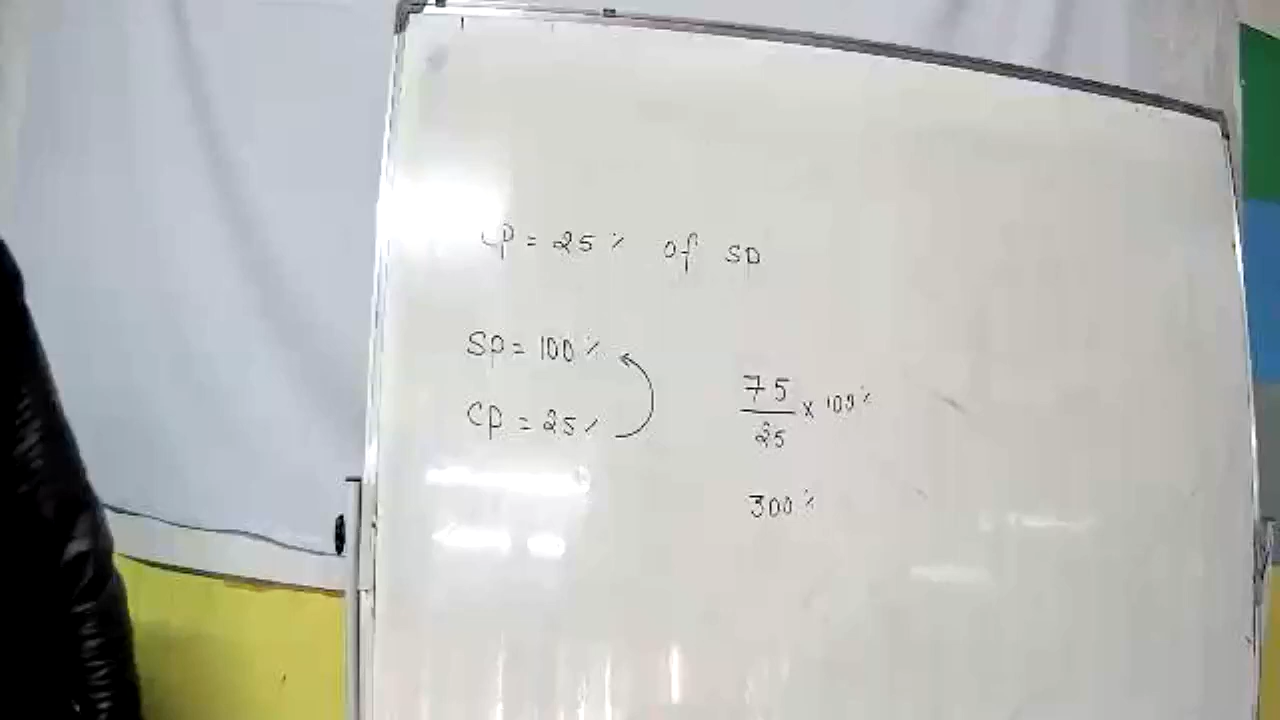 CP = 25% of SP
SP = 100%
CP = 25%
75
25
x 100%
300%